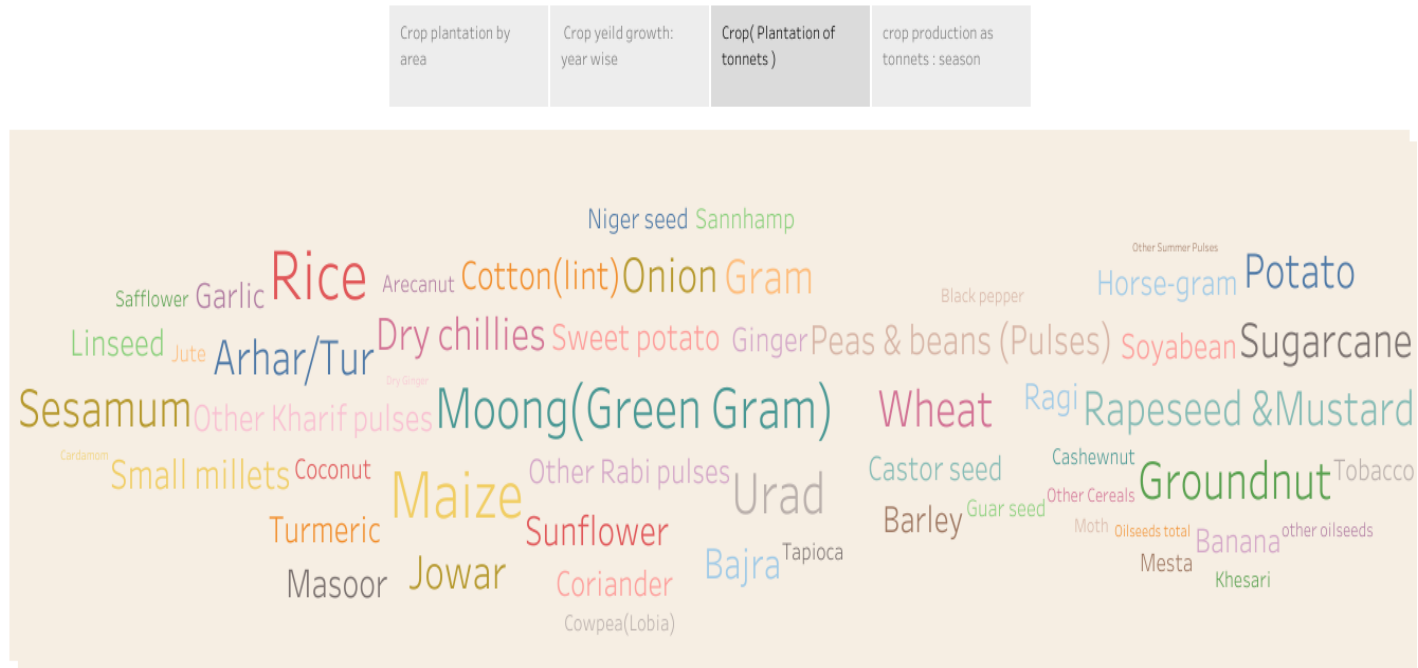 Crop plantation by
area
Crop yeild growth:
year wise
Crop( Plantation of
tonnets )
crop production as
tonnets : season
Niger seed Sannhamp
Other Summer Pulses
Safflower Garlic Rice Arecanut Cotton(lint) Onion Gram
Black pepper Horse-gram Potato
Linseed Jute Arhar/Tur Dry chillies Sweet potato Ginger Peas & beans (Pulses) Soyabean Sugarcane
Dry Ginger
Sesamum Other Kharif pulses Moong(Green Gram) Wheat Ragi Rapeseed &Mustard
Cardamom Small millets Coconut Maize Other Rabi pulses Urad Castor seed Cashewnut Groundnut Tobacco
Other Cereals
Turmeric Sunflower Barley Guar seed Moth Oilseeds total Banana other oilseeds
Masoor Jowar Coriander Bajra Tapioca Mesta
Khesari
Cowpea(Lobia)